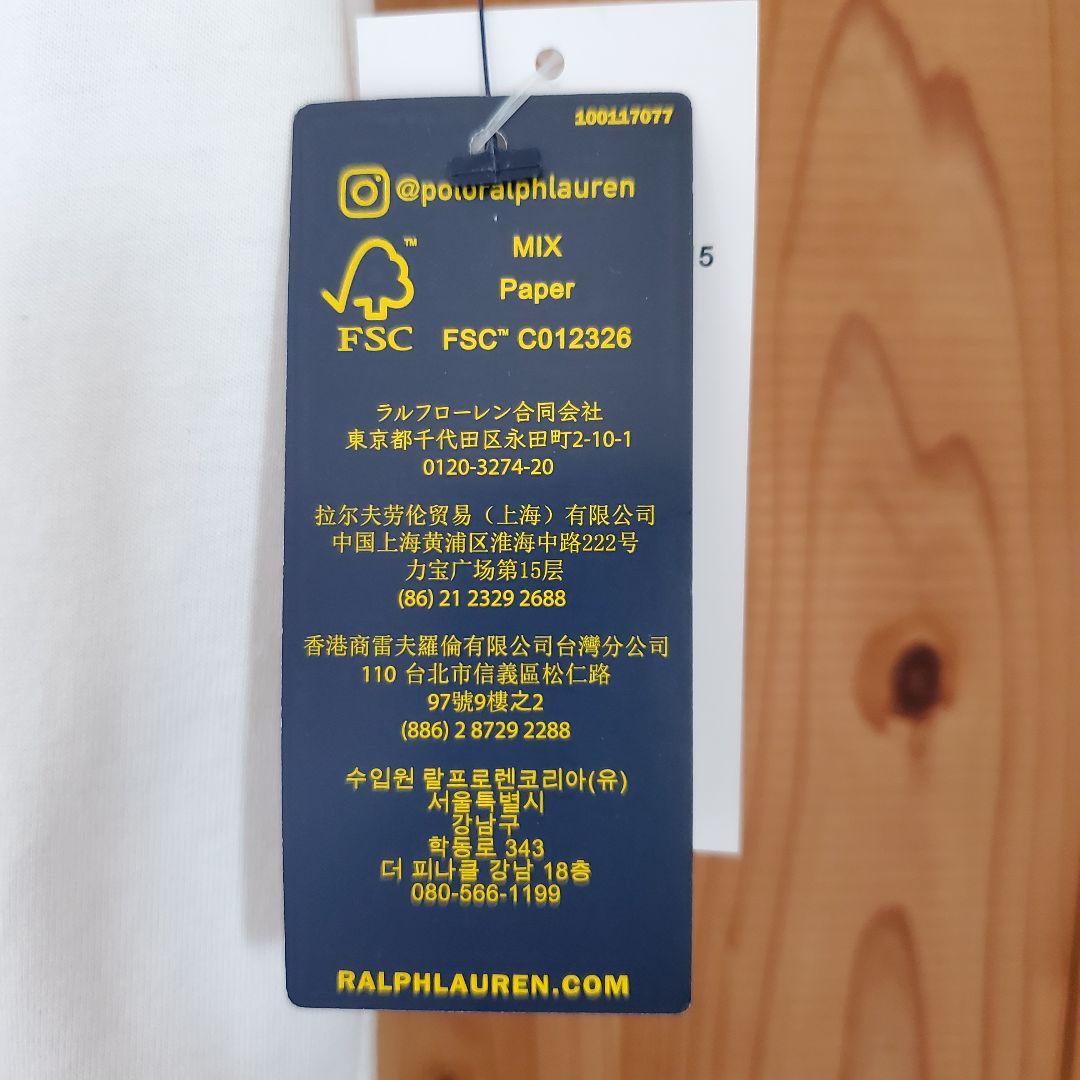 100117077
@poloralphlauren
MIX
Paper
FSC™ C012326
™
FSC
5
ラルフローレン合同会社
東京都千代田区永田町2-10-1
0120-3274-20
拉尔夫劳伦贸易（上海）有限公司
中国上海黄浦区淮海中路222号
力宝广场第15层
(86) 21 2329 2688
香港商雷夫羅倫有限公司台灣分公司
110 台北市信義區松仁路
97號9樓之2
(886) 2 8729 2288
수입원 랄프로렌코리아(유)
서울특별시
강남구
학동로 343
더 피나클 강남 18층
080-566-1199
RALPHLAUREN.COM